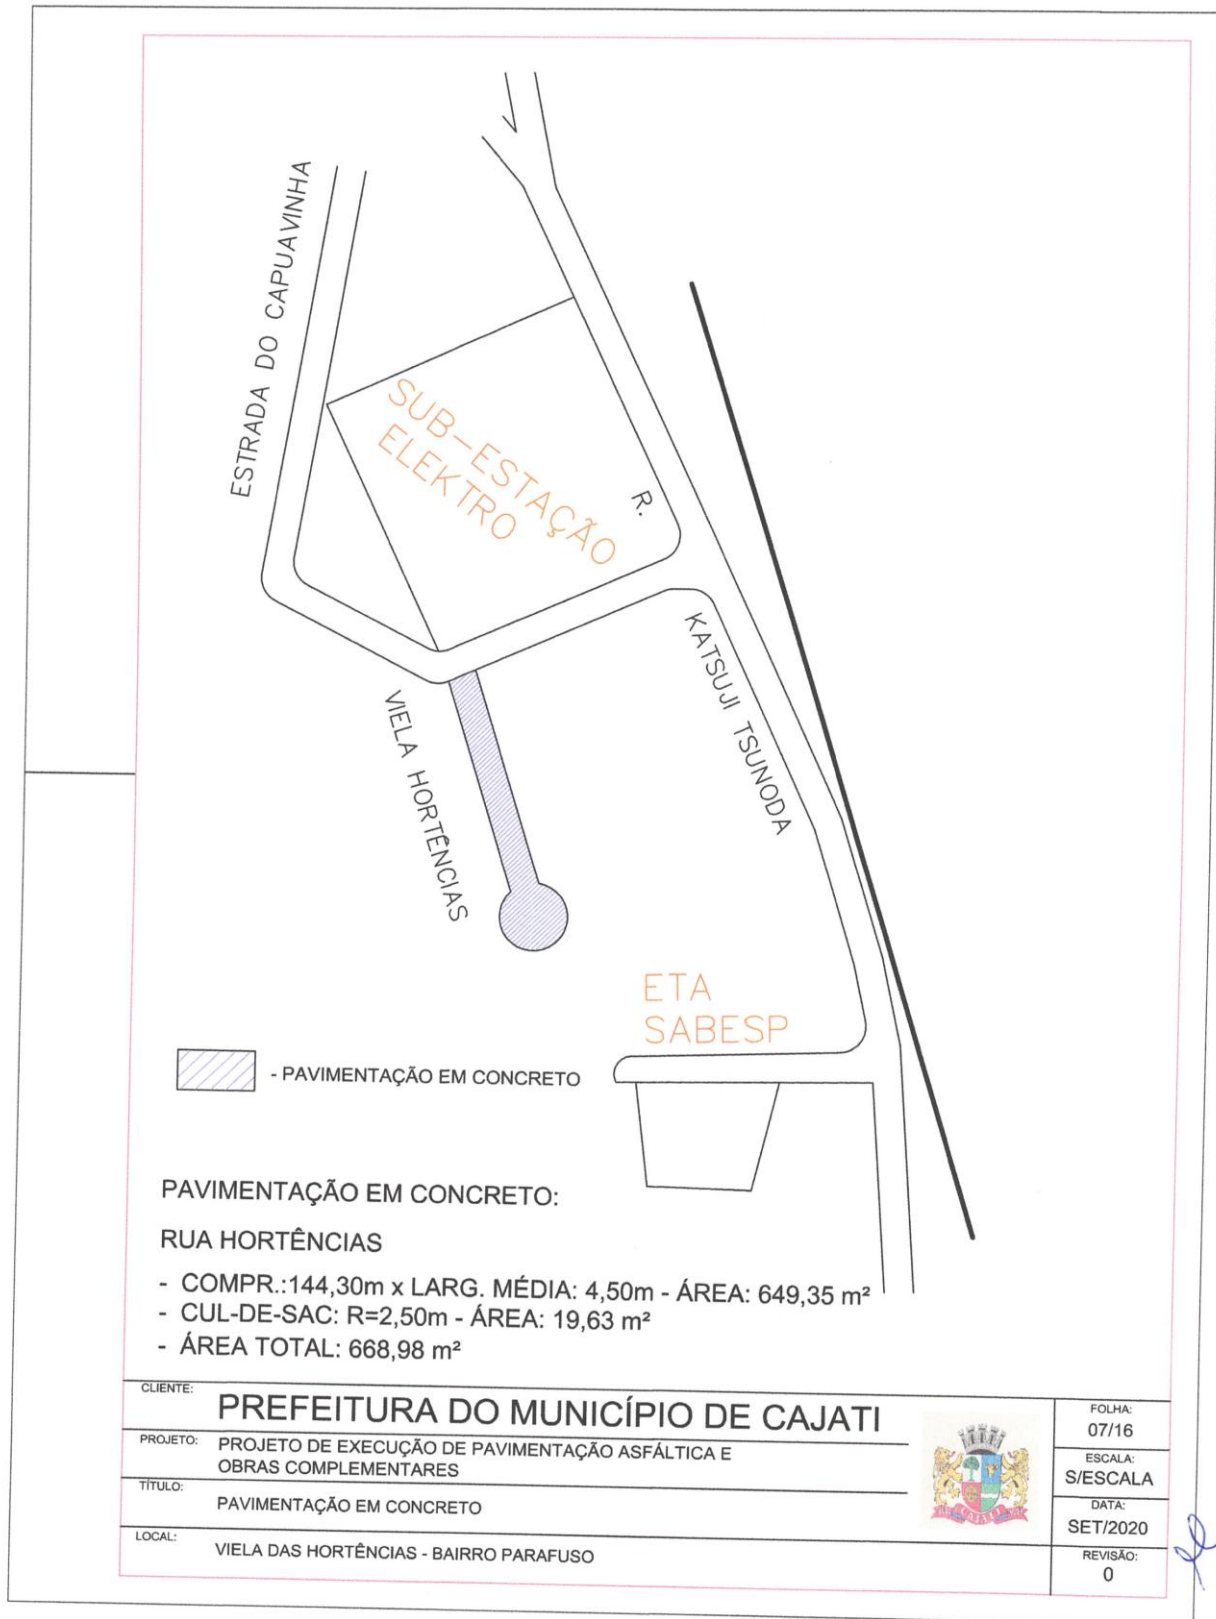 ESTRADA DO CAPUAVINHA
SUB-ESTAÇÃO
ELEKTRO
R.
KATSUJI TSUNODA
VIELA HORTÊNCIAS
ETA
SABESP
- PAVIMENTAÇÃO EM CONCRETO
PAVIMENTAÇÃO EM CONCRETO:
RUA HORTÊNCIAS
- COMPR.:144,30m x LARG. MÉDIA: 4,50m - ÁREA: 649,35 m²
- CUL-DE-SAC: R=2,50m - ÁREA: 19,63 m²
- ÁREA TOTAL: 668,98 m²
CLIENTE:
PREFEITURA DO MUNICÍPIO DE CAJATI
PROJETO:
PROJETO DE EXECUÇÃO DE PAVIMENTAÇÃO ASFÁLTICA E
OBRAS COMPLEMENTARES
TÍTULO:
PAVIMENTAÇÃO EM CONCRETO
LOCAL:
VIELA DAS HORTÊNCIAS - BAIRRO PARAFUSO
CAJATI
FOLHA:
07/16
ESCALA:
S/ESCALA
DATA:
SET/2020
REVISÃO:
0